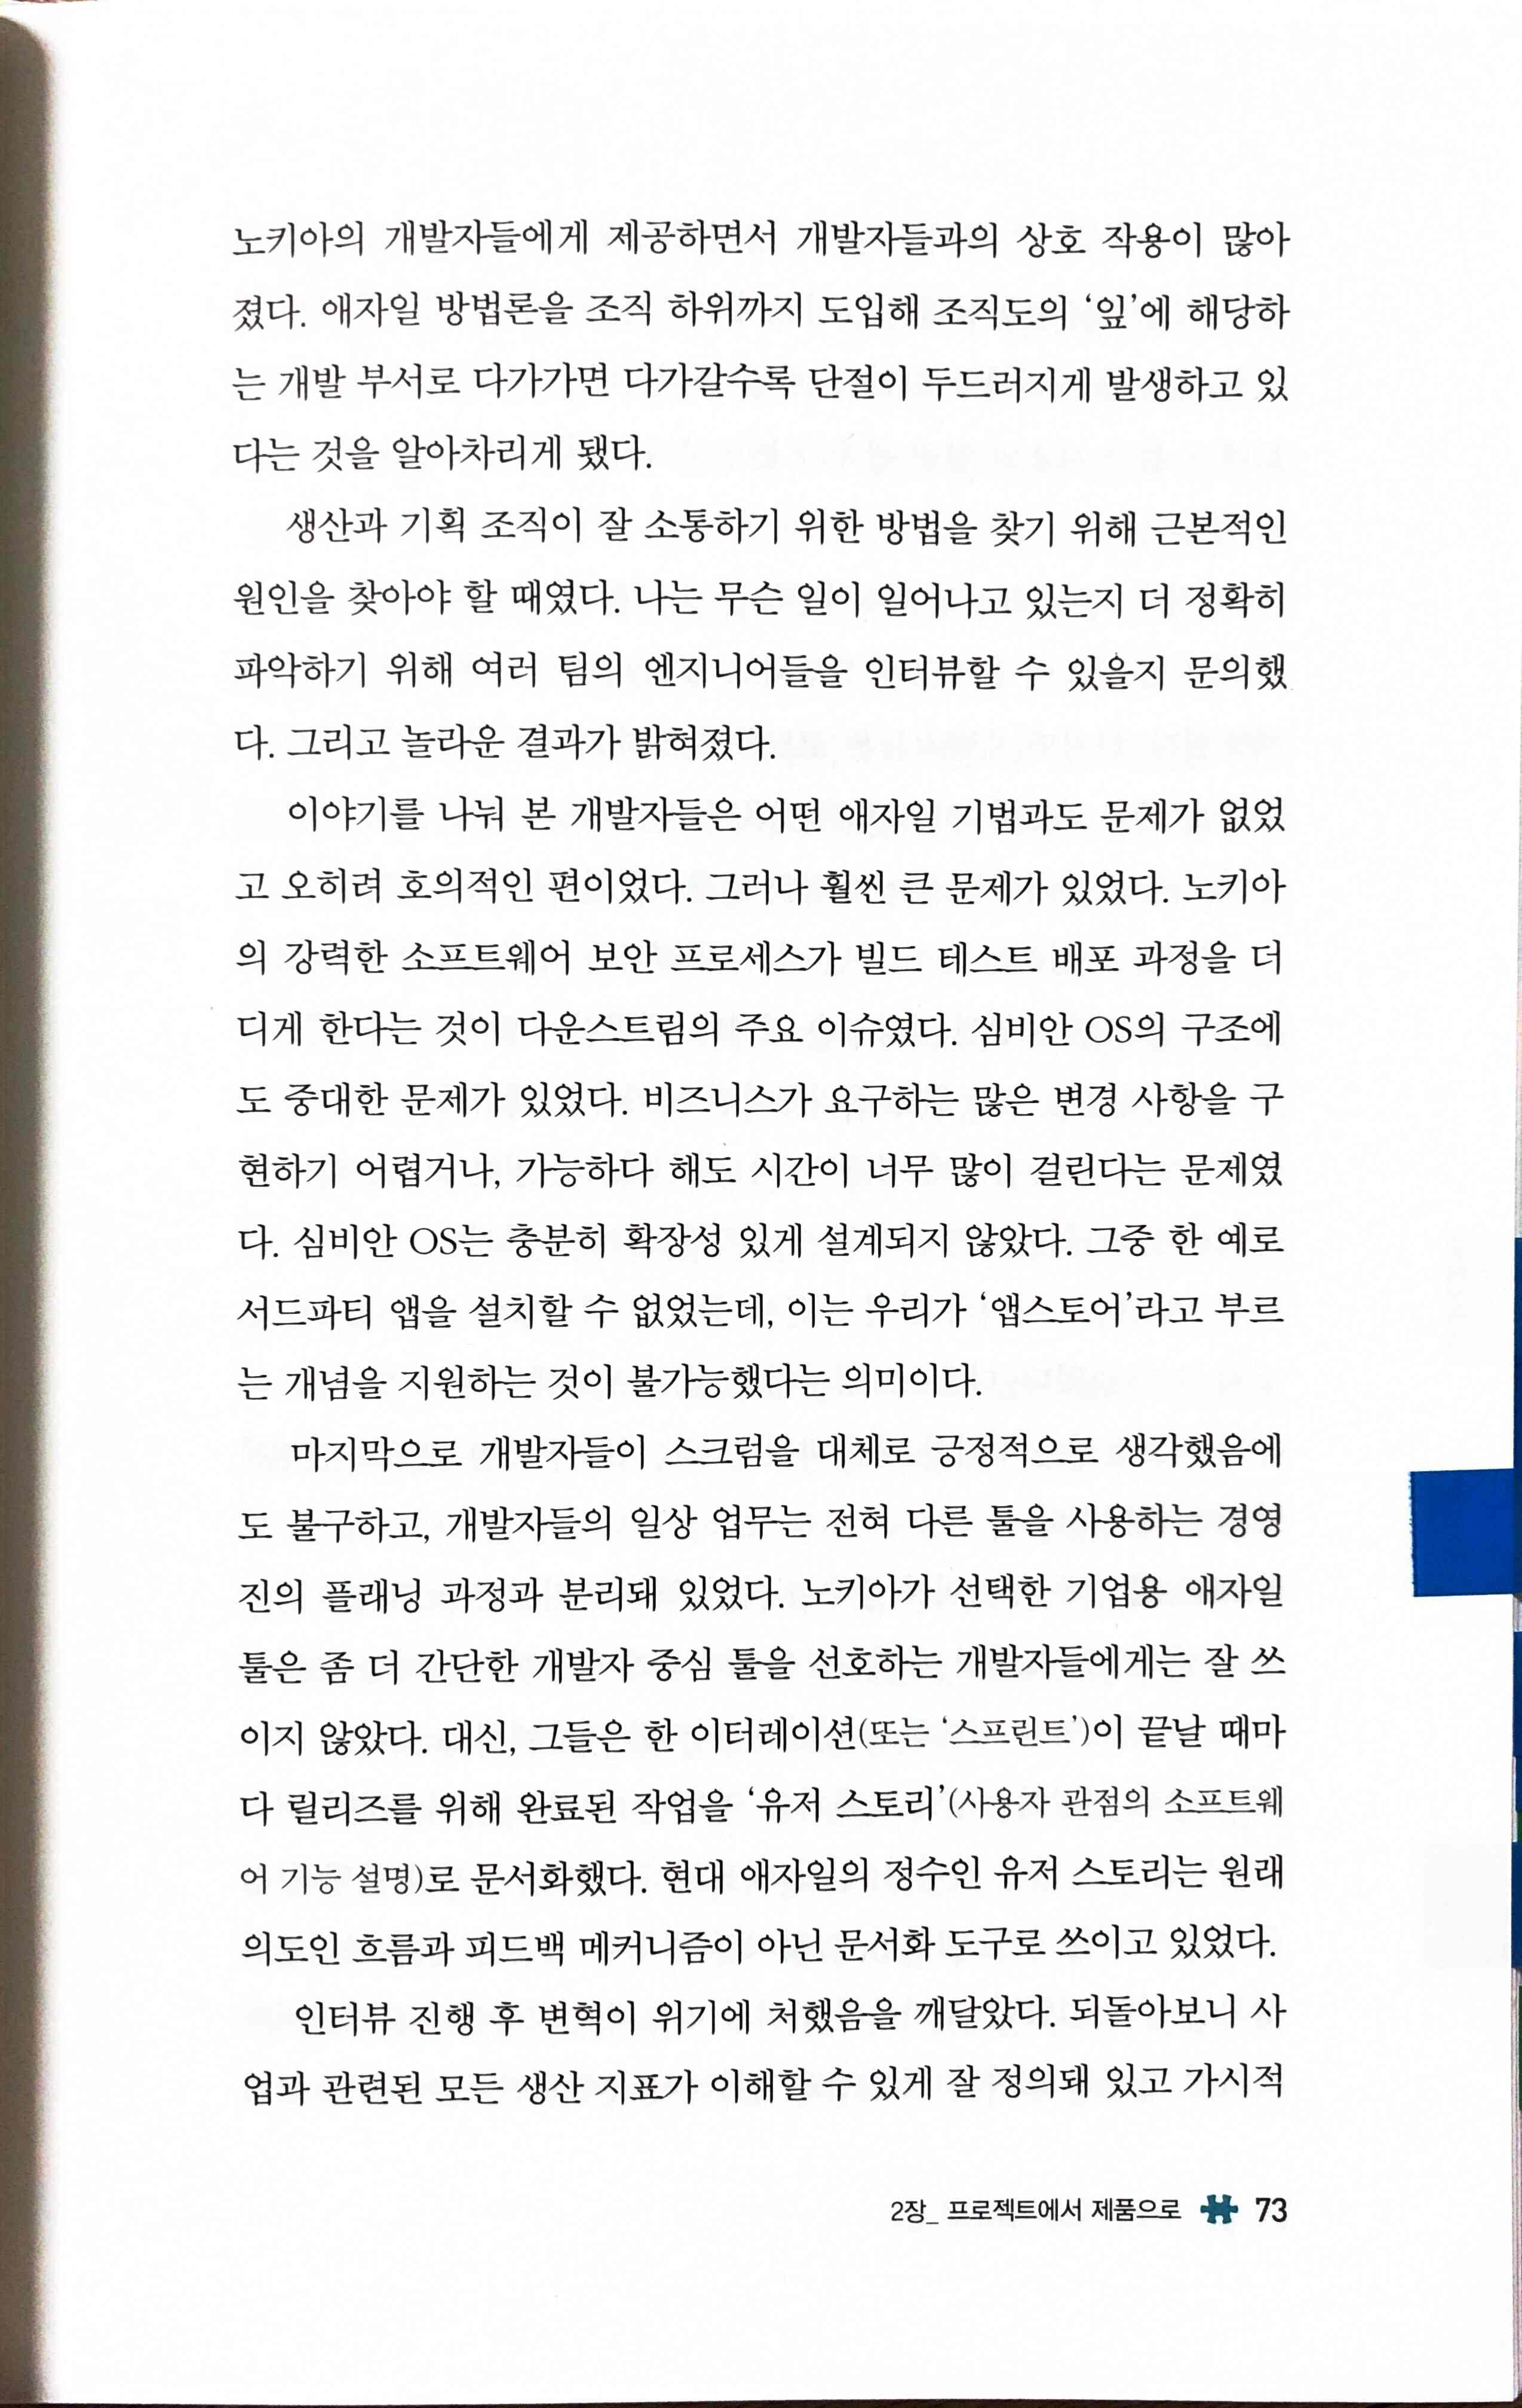 노키아의 개발자들에게 제공하면서 개발자들과의 상호 작용이 많아
졌다. 애자일 방법론을 조직 하위까지 도입해 조직도의 ‘잎’에 해당하
는 개발 부서로 다가가면 다가갈수록 단절이 두드러지게 발생하고 있
다는 것을 알아차리게 됐다.
생산과 기획 조직이 잘 소통하기 위한 방법을 찾기 위해 근본적인
원인을 찾아야 할 때였다. 나는 무슨 일이 일어나고 있는지 더 정확히
파악하기 위해 여러 팀의 엔지니어들을 인터뷰할 수 있을지 문의했
다. 그리고 놀라운 결과가 밝혀졌다.
이야기를 나눠 본 개발자들은 어떤 애자일 기법과도 문제가 없었
고 오히려 호의적인 편이었다. 그러나 훨씬 큰 문제가 있었다. 노키아
의 강력한 소프트웨어 보안 프로세스가 빌드 테스트 배포 과정을 더
디게 한다는 것이 다운스트림의 주요 이슈였다. 심비안 OS의 구조에
도 중대한 문제가 있었다. 비즈니스가 요구하는 많은 변경 사항을 구
현하기 어렵거나, 가능하다 해도 시간이 너무 많이 걸린다는 문제였
다. 심비안 OS는 충분히 확장성 있게 설계되지 않았다. 그중 한 예로
서드파티 앱을 설치할 수 없었는데, 이는 우리가 ‘앱스토어’라고 부르
는 개념을 지원하는 것이 불가능했다는 의미이다.
마지막으로 개발자들이 스크럼을 대체로 긍정적으로 생각했음에
도 불구하고, 개발자들의 일상 업무는 전혀 다른 툴을 사용하는 경영
진의 플래닝 과정과 분리돼 있었다. 노키아가 선택한 기업용 애자일
툴은 좀 더 간단한 개발자 중심 툴을 선호하는 개발자들에게는 잘 쓰
이지 않았다. 대신, 그들은 한 이터레이션(또는 ‘스프린트’)이 끝날 때마
다 릴리즈를 위해 완료된 작업을 ‘유저 스토리’(사용자 관점의 소프트웨
어 기능 설명)로 문서화했다. 현대 애자일의 정수인 유저 스토리는 원래
의도인 흐름과 피드백 메커니즘이 아닌 문서화 도구로 쓰이고 있었다.
인터뷰 진행 후 변혁이 위기에 처했음을 깨달았다. 되돌아보니 사
업과 관련된 모든 생산 지표가 이해할 수 있게 잘 정의돼 있고 가시적
2장_ 프로젝트에서 제품으로 73